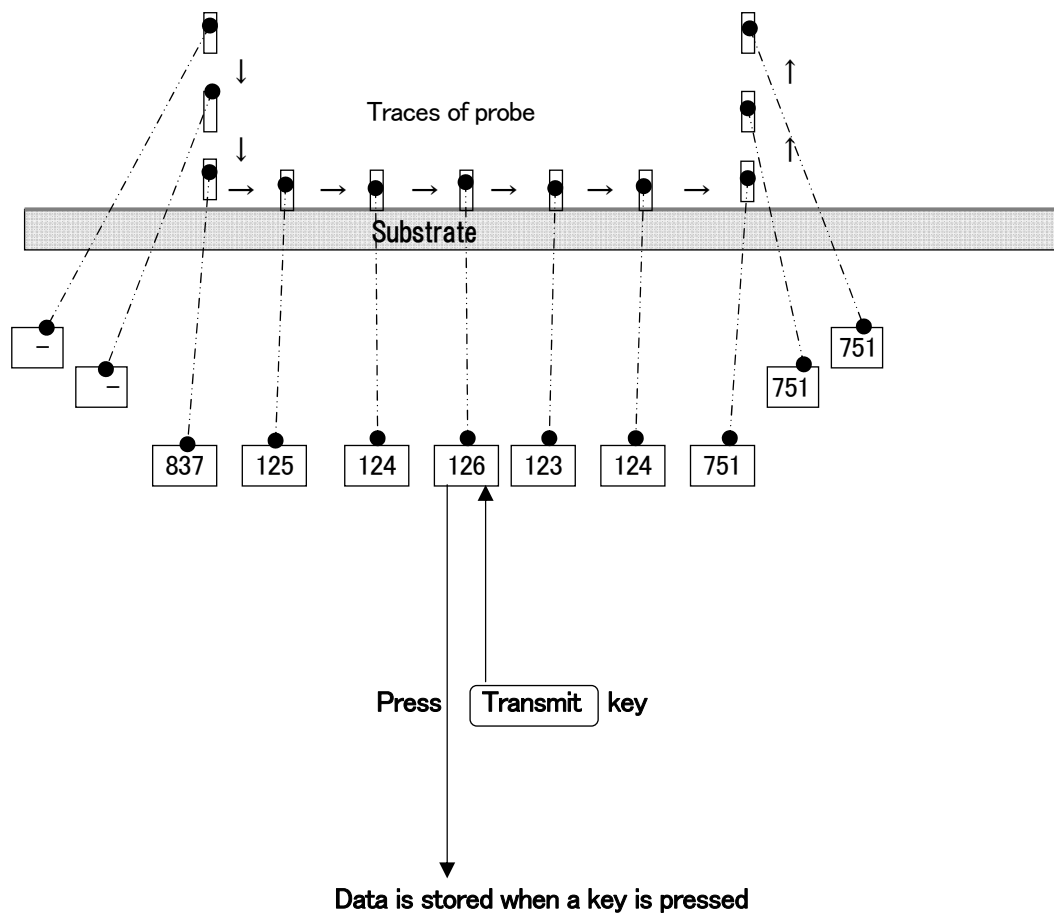 ↓ ↑
Traces of probe
↓ ↑
→ → → → → → →
Substrate
– 751
– 751
837 125 124 126 123 124 751
Press Transmit key
Data is stored when a key is pressed